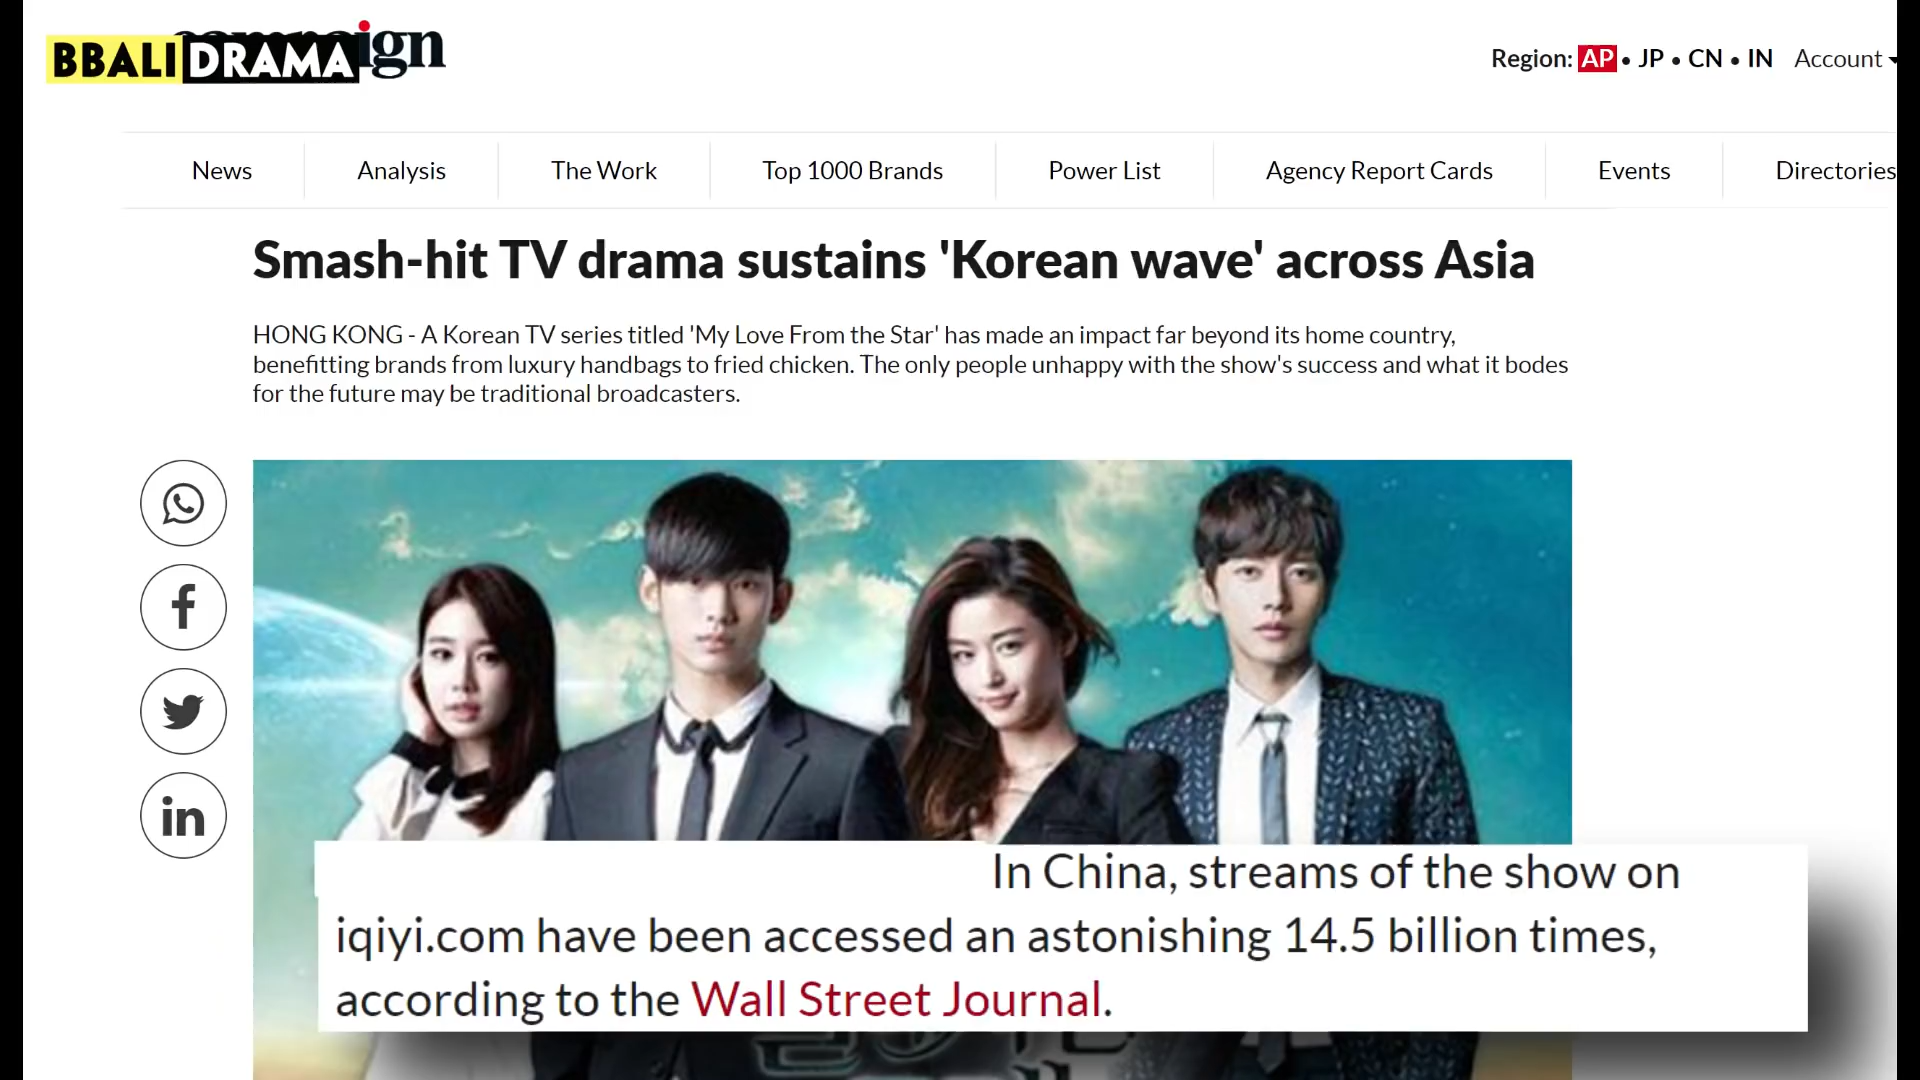 BBALI DRAMA
ign
Region: AP • JP • CN • IN Account
News Analysis The Work Top 1000 Brands Power List Agency Report Cards Events Directories
Smash-hit TV drama sustains 'Korean wave' across Asia
HONG KONG - A Korean TV series titled 'My Love From the Star' has made an impact far beyond its home country,
benefitting brands from luxury handbags to fried chicken. The only people unhappy with the show's success and what it bodes
for the future may be traditional broadcasters.
In China, streams of the show on
iqiyi.com have been accessed an astonishing 14.5 billion times,
according to the Wall Street Journal.